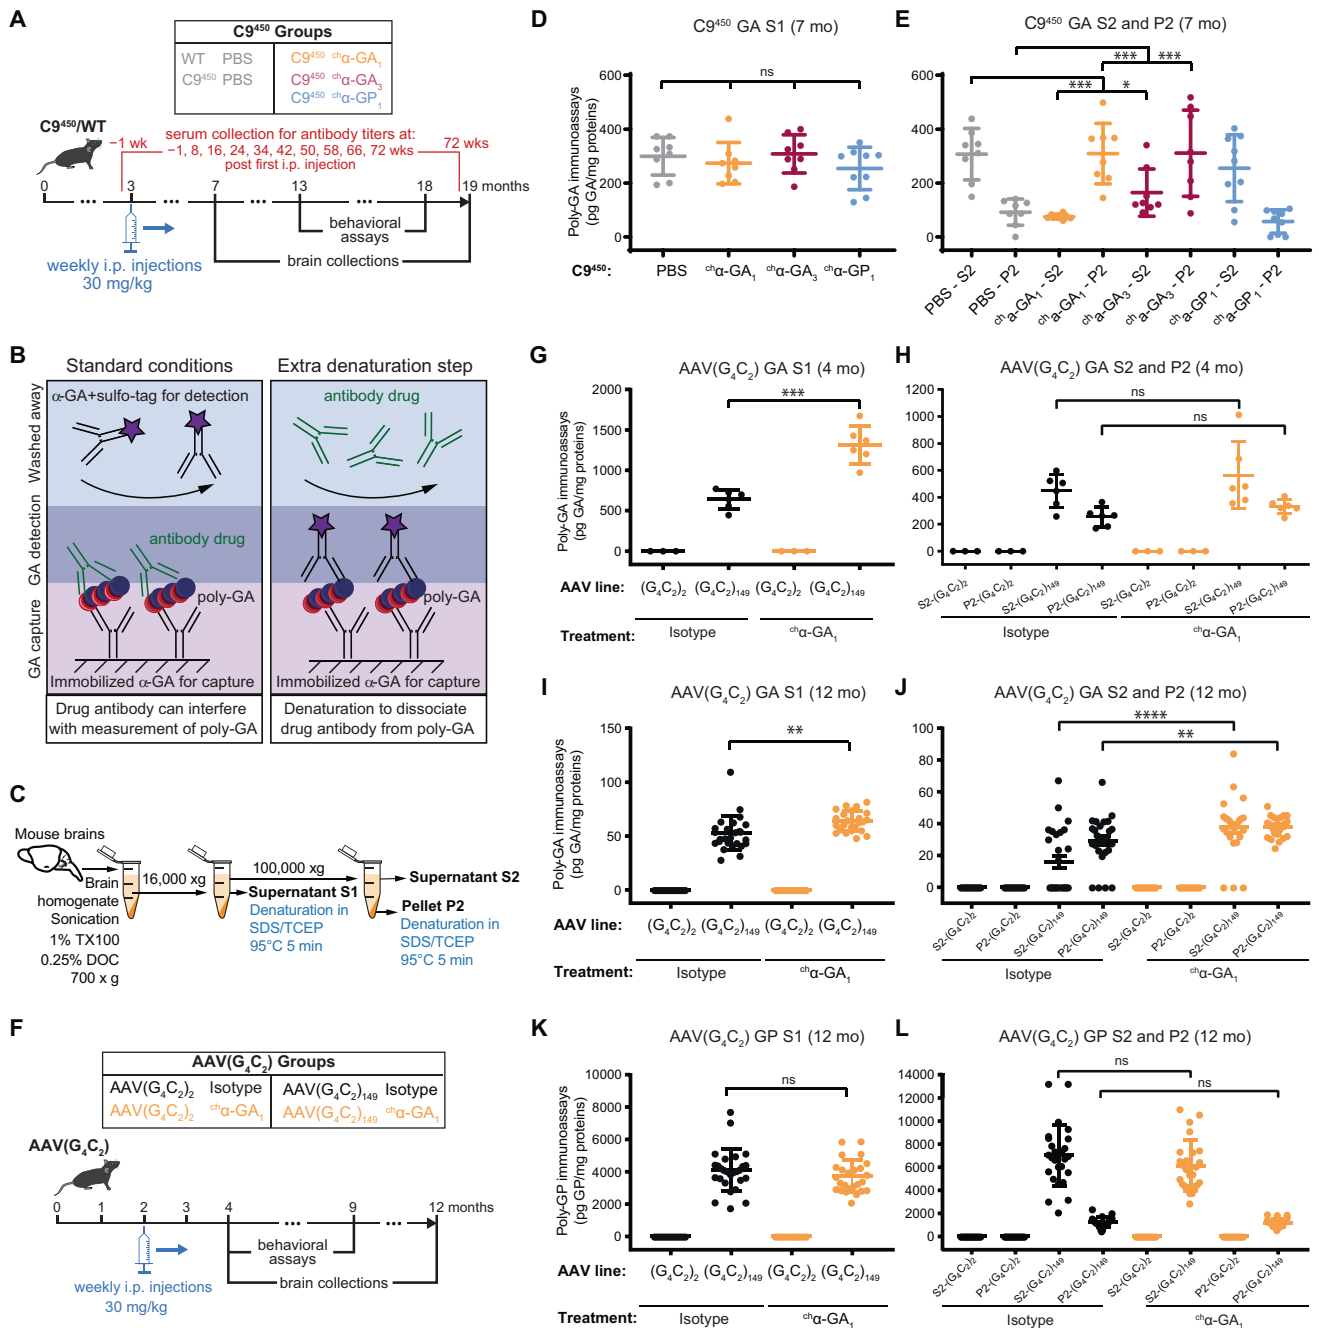 A
C9⁴⁵⁰ Groups
WT PBS
C9⁴⁵⁰ PBS
C9⁴⁵⁰ ᶜʰα-GA₁
C9⁴⁵⁰ ᶜʰα-GA₃
C9⁴⁵⁰ ᶜʰα-GP₁
C9⁴⁵⁰/WT
−1 wk
serum collection for antibody titers at:
−1, 8, 16, 24, 34, 42, 50, 58, 66, 72 wks
post first i.p. injection
72 wks
0 ••• 3 ••• 7 ••• 13 ••• 18 19 months
behavioral
assays
brain collections
weekly i.p. injections
30 mg/kg
B
Standard conditions
Extra denaturation step
Washed away
GA detection
GA capture
α-GA+sulfo-tag for detection
antibody drug
antibody drug
poly-GA
poly-GA
Immobilized α-GA for capture
Immobilized α-GA for capture
Drug antibody can interfere
with measurement of poly-GA
Denaturation to dissociate
drug antibody from poly-GA
C
Mouse brains
Brain
homogenate
Sonication
1% TX100
0.25% DOC
700 x g
16,000 xg
100,000 xg
Supernatant S1
Denaturation in
SDS/TCEP
95°C 5 min
Supernatant S2
Pellet P2
Denaturation in
SDS/TCEP
95°C 5 min
F
AAV(G₄C₂) Groups
AAV(G₄C₂)₂ Isotype
AAV(G₄C₂)₂ ᶜʰα-GA₁
AAV(G₄C₂)₁₄₉ Isotype
AAV(G₄C₂)₁₄₉ ᶜʰα-GA₁
AAV(G₄C₂)
0 1 2 3 4 ••• 9 ••• 12 months
behavioral
assays
brain collections
weekly i.p. injections
30 mg/kg
D
C9⁴⁵⁰ GA S1 (7 mo)
Poly-GA immunoassays
(pg GA/mg proteins)
600
400
200
0
ns
C9⁴⁵⁰: PBS ᶜʰα-GA₁ ᶜʰα-GA₃ ᶜʰα-GP₁
E
C9⁴⁵⁰ GA S2 and P2 (7 mo)
600
400
200
0
*** ***
*** *
PBS - S2
PBS - P2
ᶜʰa-GA₁ - S2
ᶜʰa-GA₁ - P2
ᶜʰa-GA₃ - S2
ᶜʰa-GA₃ - P2
ᶜʰa-GP₁ - S2
ᶜʰa-GP₁ - P2
G
AAV(G₄C₂) GA S1 (4 mo)
Poly-GA immunoassays
(pg GA/mg proteins)
2000
1500
1000
500
0
***
AAV line: (G₄C₂)₂ (G₄C₂)₁₄₉ (G₄C₂)₂ (G₄C₂)₁₄₉
Treatment: Isotype ᶜʰα-GA₁
H
AAV(G₄C₂) GA S2 and P2 (4 mo)
1200
1000
800
600
400
200
0
ns
ns
S2-(G₄C₂)₂
P2-(G₄C₂)₂
S2-(G₄C₂)₁₄₉
P2-(G₄C₂)₁₄₉
S2-(G₄C₂)₂
P2-(G₄C₂)₂
S2-(G₄C₂)₁₄₉
P2-(G₄C₂)₁₄₉
Isotype ᶜʰα-GA₁
I
AAV(G₄C₂) GA S1 (12 mo)
Poly-GA immunoassays
(pg GA/mg proteins)
150
100
50
0
**
AAV line: (G₄C₂)₂ (G₄C₂)₁₄₉ (G₄C₂)₂ (G₄C₂)₁₄₉
Treatment: Isotype ᶜʰα-GA₁
J
AAV(G₄C₂) GA S2 and P2 (12 mo)
100
80
60
40
20
0
****
**
S2-(G₄C₂)₂
P2-(G₄C₂)₂
S2-(G₄C₂)₁₄₉
P2-(G₄C₂)₁₄₉
S2-(G₄C₂)₂
P2-(G₄C₂)₂
S2-(G₄C₂)₁₄₉
P2-(G₄C₂)₁₄₉
Isotype ᶜʰα-GA₁
K
AAV(G₄C₂) GP S1 (12 mo)
Poly-GP immunoassays
(pg GP/mg proteins)
10000
8000
6000
4000
2000
0
ns
AAV line: (G₄C₂)₂ (G₄C₂)₁₄₉ (G₄C₂)₂ (G₄C₂)₁₄₉
Treatment: Isotype ᶜʰα-GA₁
L
AAV(G₄C₂) GP S2 and P2 (12 mo)
14000
12000
10000
8000
6000
4000
2000
0
ns
ns
S2-(G₄C₂)₂
P2-(G₄C₂)₂
S2-(G₄C₂)₁₄₉
P2-(G₄C₂)₁₄₉
S2-(G₄C₂)₂
S2-(G₄C₂)₁₄₉
P2-(G₄C₂)₂
P2-(G₄C₂)₁₄₉
Isotype ᶜʰα-GA₁